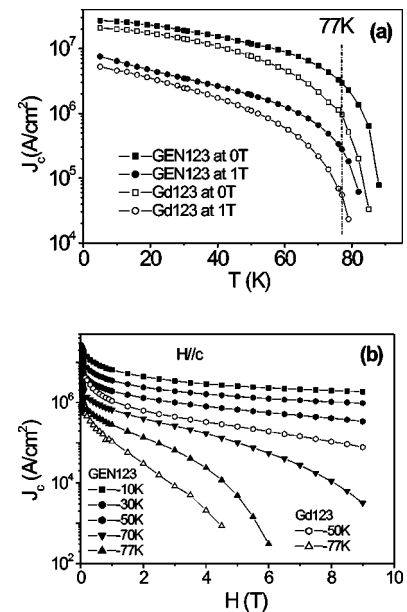 (a)
77K
10^7
10^6
10^5
10^4
J_c(A/cm^2)
GEN123 at 0T
GEN123 at 1T
Gd123 at 0T
Gd123 at 1T
0 20 40 60 80 100
T (K)
(b)
H//c
10^6
10^4
10^2
J_c (A/cm^2)
GEN123
-10K
-30K
-50K
-70K
-77K
Gd123
-50K
-77K
0 2 4 6 8 10
H (T)